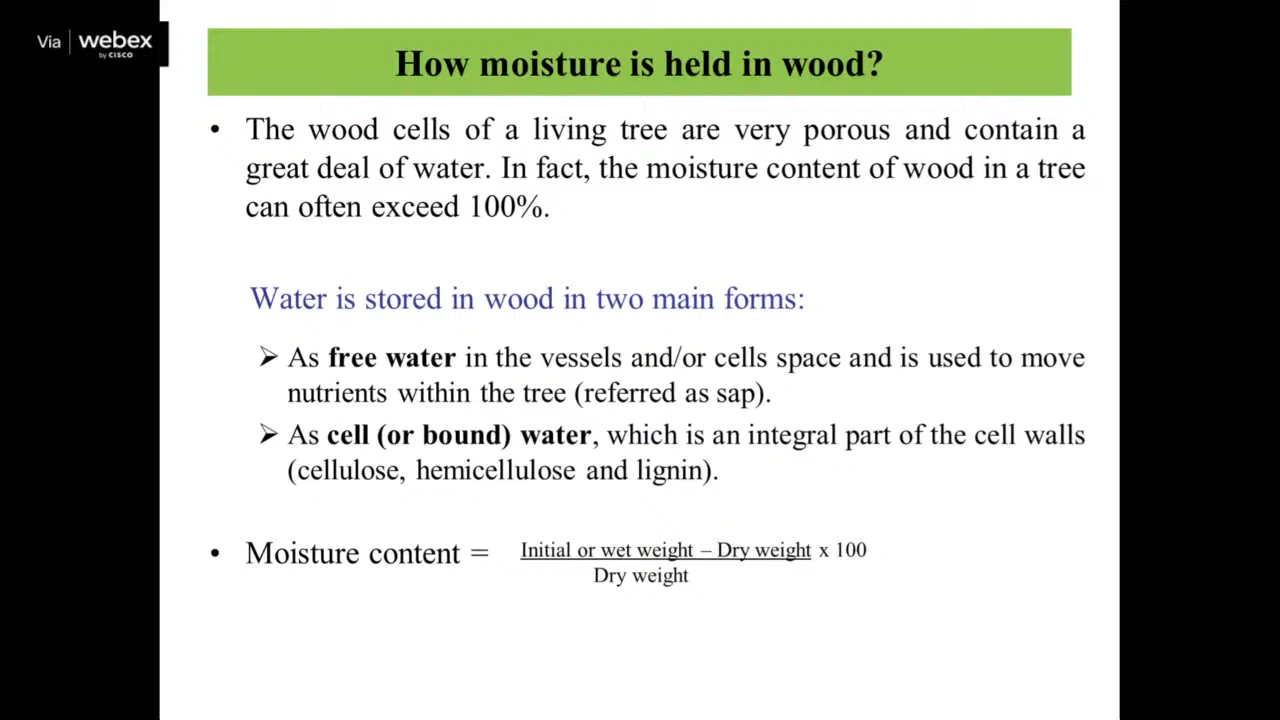 Via webex
by CISCO
How moisture is held in wood?
• The wood cells of a living tree are very porous and contain a
great deal of water. In fact, the moisture content of wood in a tree
can often exceed 100%.
Water is stored in wood in two main forms:
➢ As free water in the vessels and/or cells space and is used to move
nutrients within the tree (referred as sap).
➢ As cell (or bound) water, which is an integral part of the cell walls
(cellulose, hemicellulose and lignin).
• Moisture content = Initial or wet weight – Dry weight x 100
Dry weight